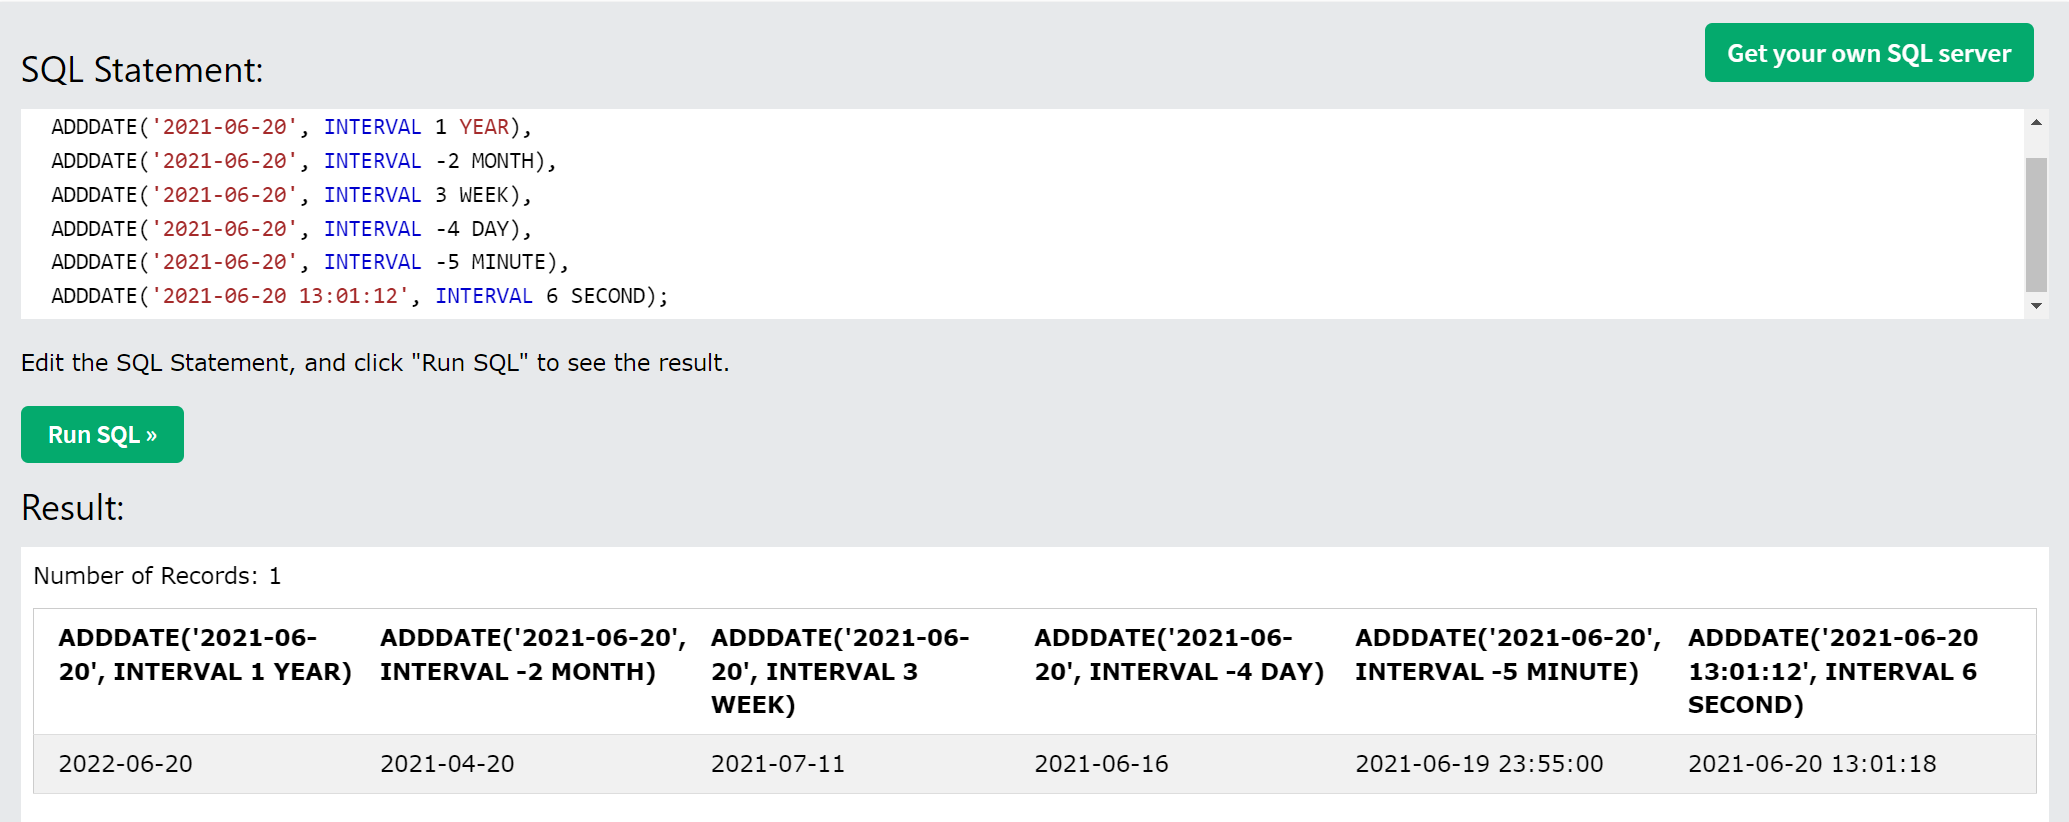 Get your own SQL server
SQL Statement:
ADDDATE('2021-06-20', INTERVAL 1 YEAR),
ADDDATE('2021-06-20', INTERVAL -2 MONTH),
ADDDATE('2021-06-20', INTERVAL 3 WEEK),
ADDDATE('2021-06-20', INTERVAL -4 DAY),
ADDDATE('2021-06-20', INTERVAL -5 MINUTE),
ADDDATE('2021-06-20 13:01:12', INTERVAL 6 SECOND);
Edit the SQL Statement, and click "Run SQL" to see the result.
Run SQL »
Result:
Number of Records: 1
ADDDATE('2021-06-
20', INTERVAL 1 YEAR)
ADDDATE('2021-06-20',
INTERVAL -2 MONTH)
ADDDATE('2021-06-
20', INTERVAL 3
WEEK)
ADDDATE('2021-06-
20', INTERVAL -4 DAY)
ADDDATE('2021-06-20',
INTERVAL -5 MINUTE)
ADDDATE('2021-06-20
13:01:12', INTERVAL 6
SECOND)
2022-06-20
2021-04-20
2021-07-11
2021-06-16
2021-06-19 23:55:00
2021-06-20 13:01:18